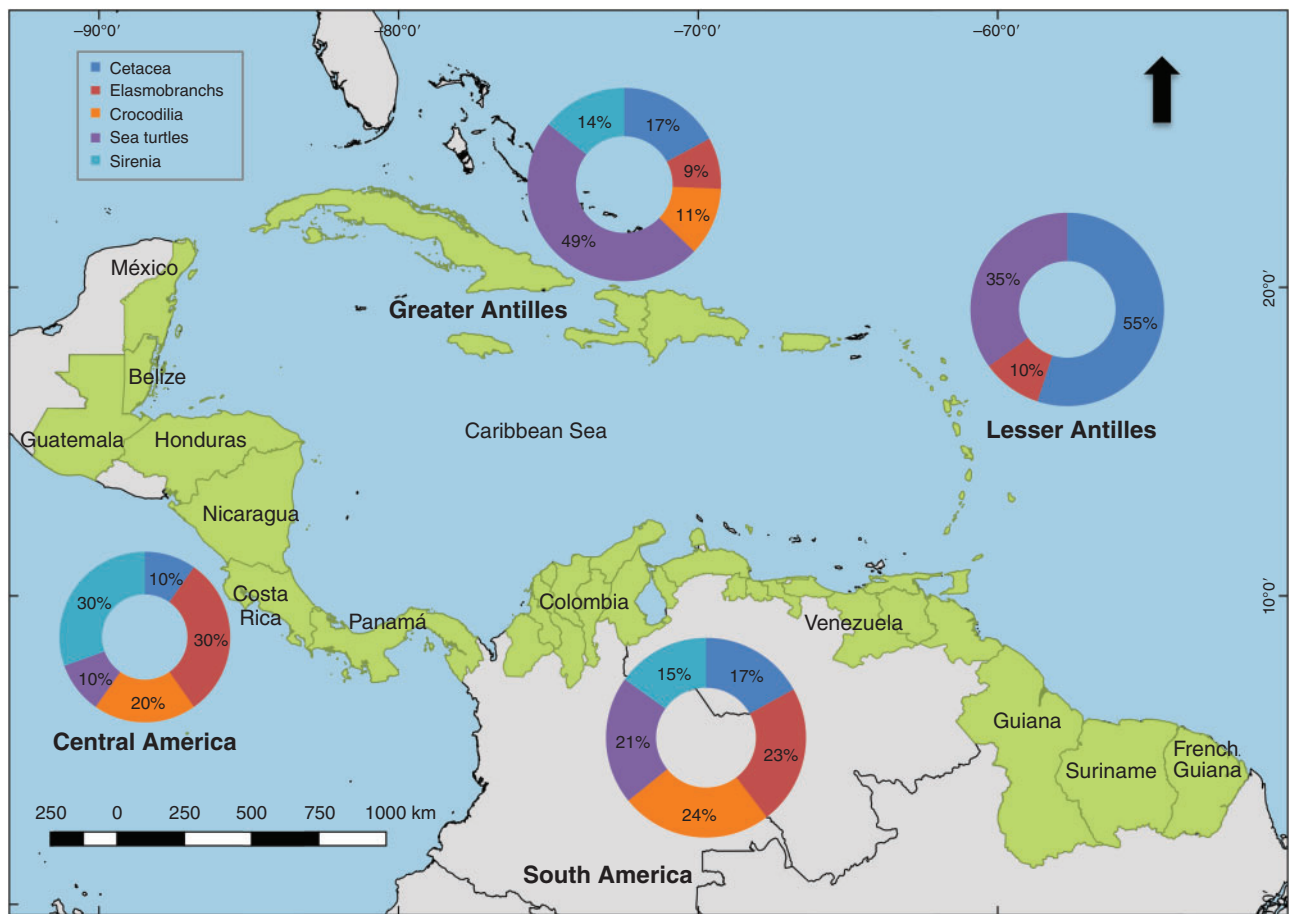 –90°0′ –80°0′ –70°0′ –60°0′
Cetacea
Elasmobranchs
Crocodilia
Sea turtles
Sirenia
14%
17%
9%
11%
49%
Greater Antilles
35%
55%
10%
Lesser Antilles
20°0′
10°0′
México
Belize
Guatemala
Honduras
Nicaragua
Costa
Rica
Panamá
Caribbean Sea
Colombia
Venezuela
Guiana
Suriname
French
Guiana
10%
30%
30%
10%
20%
Central America
15%
17%
21%
23%
24%
South America
250 0 250 500 750 1000 km